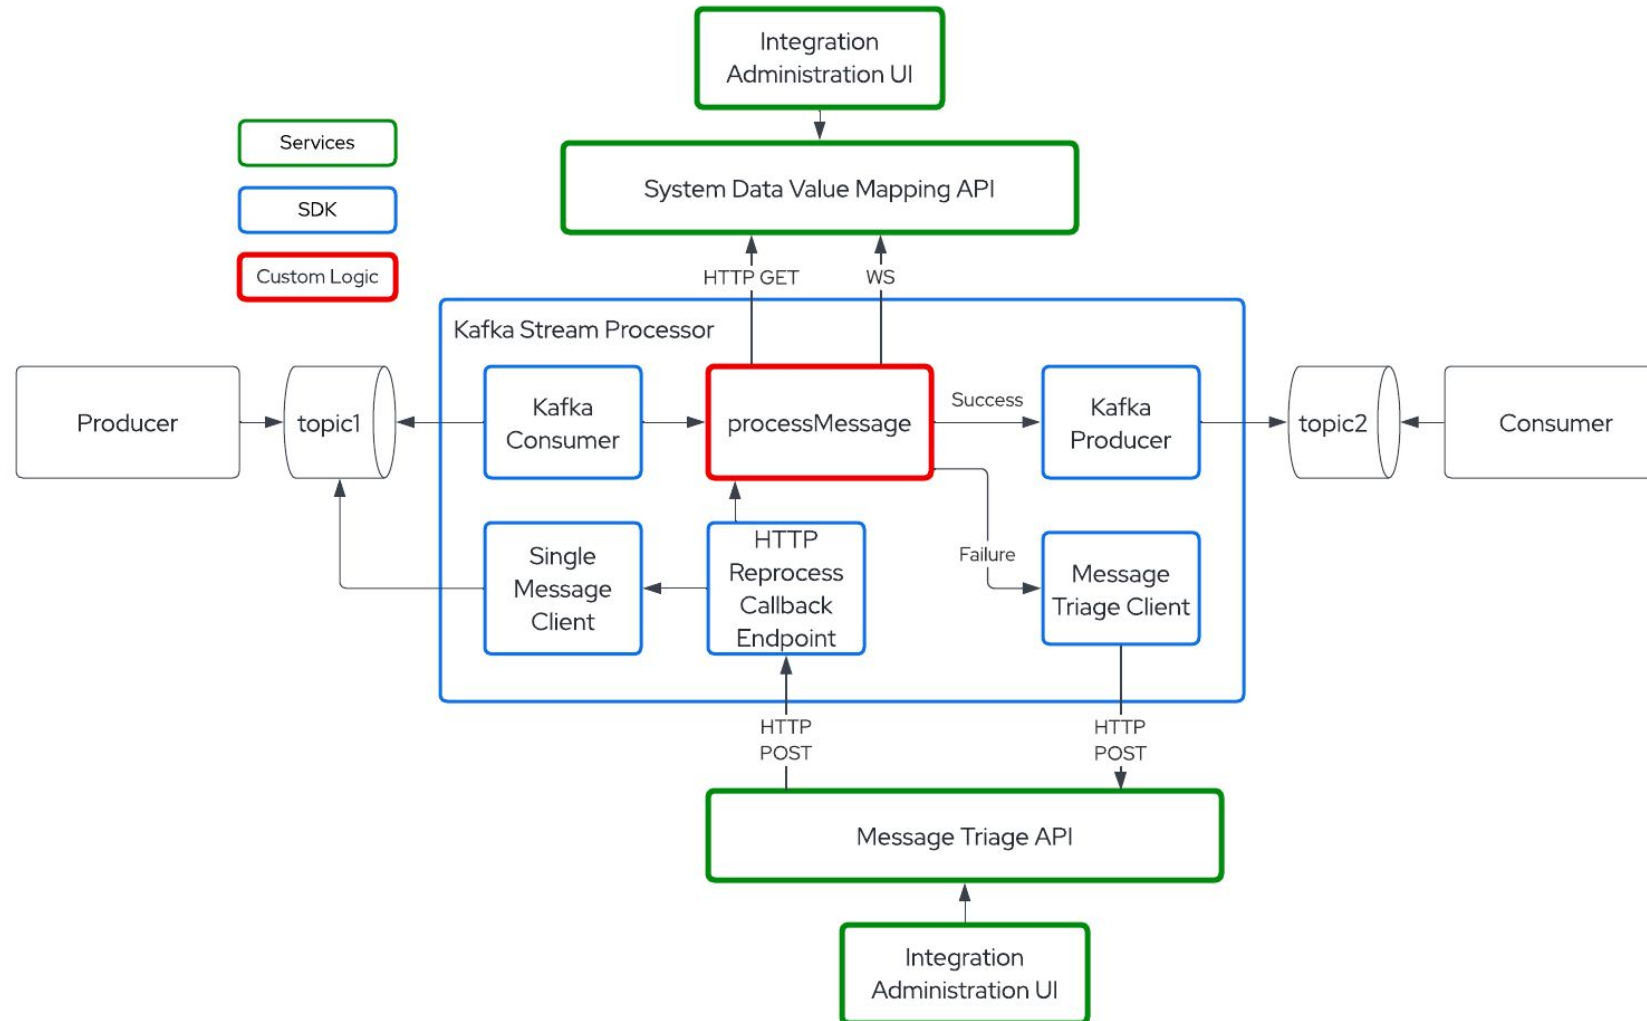 Integration
Administration UI
Services
System Data Value Mapping API
SDK
HTTP GET
WS
Custom Logic
Kafka Stream Processor
Producer
topic1
Kafka
Consumer
processMessage
Success
Kafka
Producer
topic2
Consumer
Single
Message
Client
HTTP
Reprocess
Callback
Endpoint
Failure
Message
Triage Client
HTTP
POST
HTTP
POST
Message Triage API
Integration
Administration UI